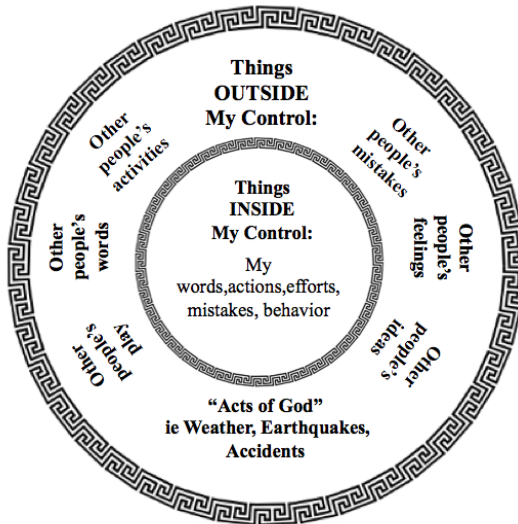 Things
OUTSIDE
My Control:
Other
people's
activities
Other
people's
mistakes
Other
people's
words
Other
people's
feelings
Other
people's
play
Other
people's
ideas
Things
INSIDE
My Control:
My
words,actions,efforts,
mistakes, behavior
“Acts of God”
ie Weather, Earthquakes,
Accidents